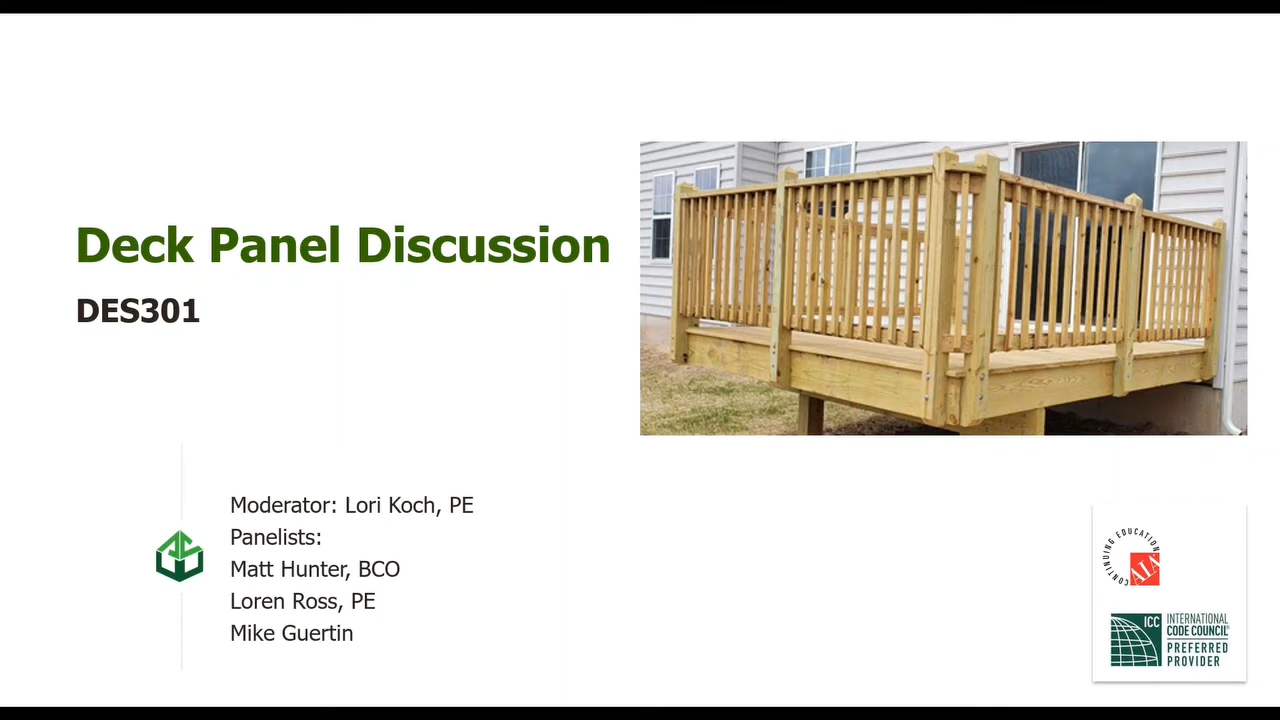 Deck Panel Discussion
DES301
Moderator: Lori Koch, PE
Panelists:
Matt Hunter, BCO
Loren Ross, PE
Mike Guertin
CONTINUING EDUCATION
AIA
ICC
INTERNATIONAL
CODE COUNCIL®
PREFERRED
PROVIDER